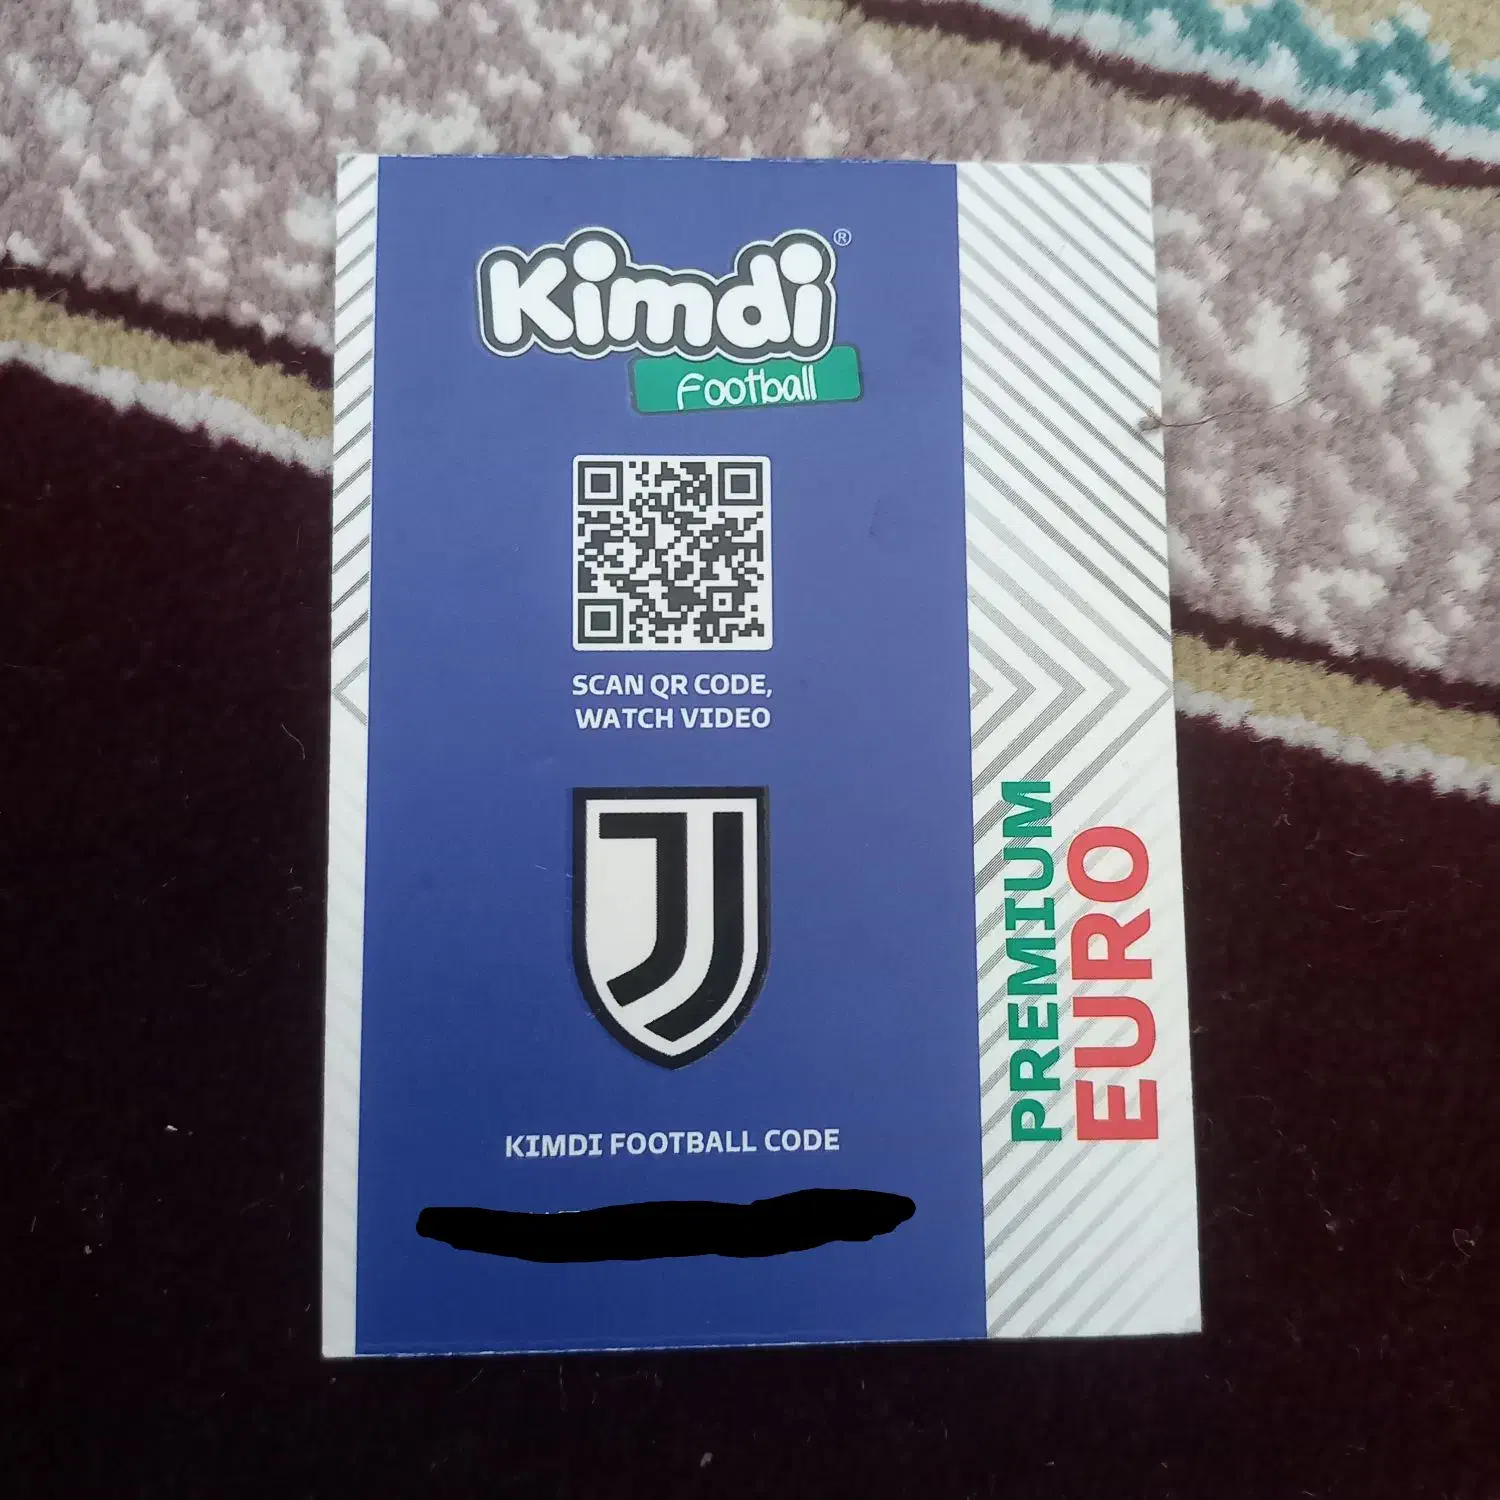 Kimdi®
Football
SCAN QR CODE,
WATCH VIDEO
KIMDI FOOTBALL CODE
PREMIUM
EURO